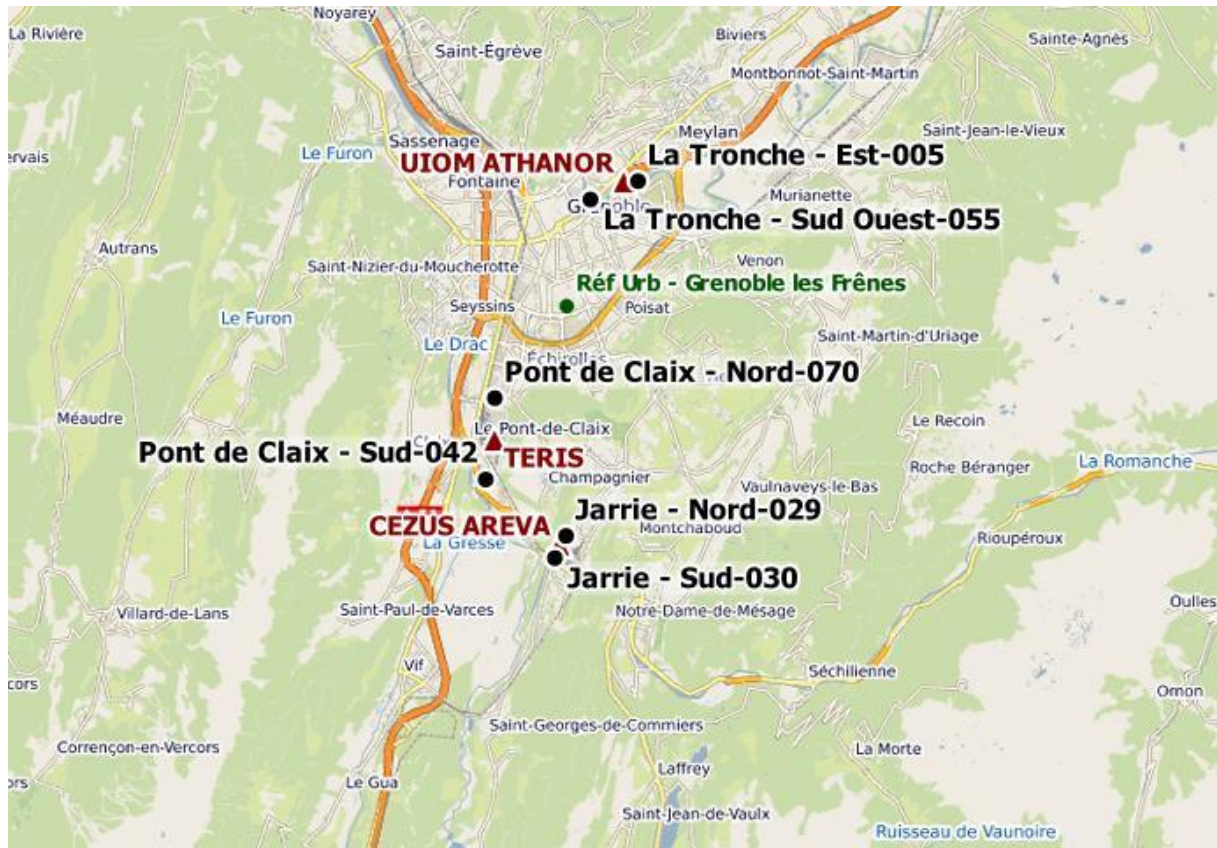 Noyarey
La Rivière
Saint-Égrève
Biviers
Sainte-Agnès
Montbonnot-Saint-Martin
Meylan
Saint-Jean-le-Vieux
Sassenage
Le Furon
La Tronche - Est-005
UIOM ATHANOR
Fontaine
Murianette
Grenoble
La Tronche - Sud Ouest-055
Autrans
Saint-Nizier-du-Moucherotte
Venon
Réf Urb - Grenoble les Frênes
Seyssins
Poisat
Le Furon
Saint-Martin-d'Uriage
Le Drac
Échirolles
Pont de Claix - Nord-070
Méaudre
Le Recoin
Le Pont-de-Claix
Pont de Claix - Sud-042
TERIS
La Romanche
Roche Béranger
Champagnier
Vaulnaveys-le-Bas
Jarrie - Nord-029
CEZUS AREVA
Montchaboud
La Gresse
Rioupéroux
Jarrie - Sud-030
Villard-de-Lans
Saint-Paul-de-Varces
Notre-Dame-de-Mésage
Oulles
Vif
Séchilienne
Ornon
Saint-Georges-de-Commiers
Corrençon-en-Vercors
La Morte
Laffrey
Le Gua
Saint-Jean-de-Vaulx
Ruisseau de Vaunoire